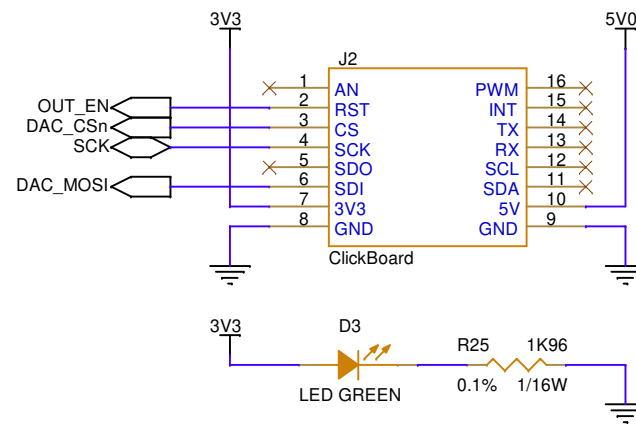 3V3 5V0
J2
1 AN PWM 16
OUT_EN 2 RST INT 15
DAC_CSn 3 CS TX 14
SCK 4 SCK RX 13
5 SDO SCL 12
DAC_MOSI 6 SDI SDA 11
7 3V3 5V 10
8 GND GND 9
ClickBoard
3V3 D3 R25 1K96
LED GREEN 0.1% 1/16W